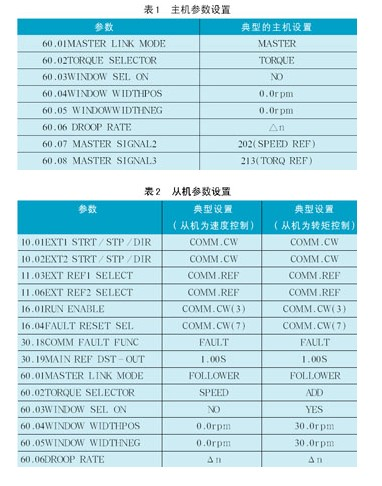 表1 主机参数设置
参数 典型的主机设置
60.01MASTER LINK MODE MASTER
60.02TORQUE SELECTOR TORQUE
60.03WINDOW SEL ON NO
60.04WINDOW WIDTHPOS 0.0rpm
60.05 WINDOWWIDTHNEG 0.0rpm
60.06 DROOP RATE △n
60.07 MASTER SIGNAL2 202(SPEED REF)
60.08 MASTER SIGNAL3 213(TORQ REF)
表2 从机参数设置
参数 典型设置 典型设置
(从机为速度控制) (从机为转矩控制)
10.01EXT1 STRT/STP/DIR COMM.CW COMM.CW
10.02EXT2 STRT/STP/DIR COMM.CW COMM.CW
11.03EXT REF1 SELECT COMM.REF COMM.REF
11.06EXT REF2 SELECT COMM.REF COMM.REF
16.01RUN ENABLE COMM.CW(3) COMM.CW(3)
16.04FAULT RESET SEL COMM.CW(7) COMM.CW(7)
30.18COMM FAULT FUNC FAULT FAULT
30.19MAIN REF DST-OUT 1.00S 1.00S
60.01MASTER LINK MODE FOLLOWER FOLLOWER
60.02TORQUE SELECTOR SPEED ADD
60.03WINDOW SEL ON NO YES
60.04WINDOW WIDTHPOS 0.0rpm 30.0rpm
60.05WINDOW WIDTHNEG 0.0rpm 30.0rpm
60.06DROOP RATE Δn Δn